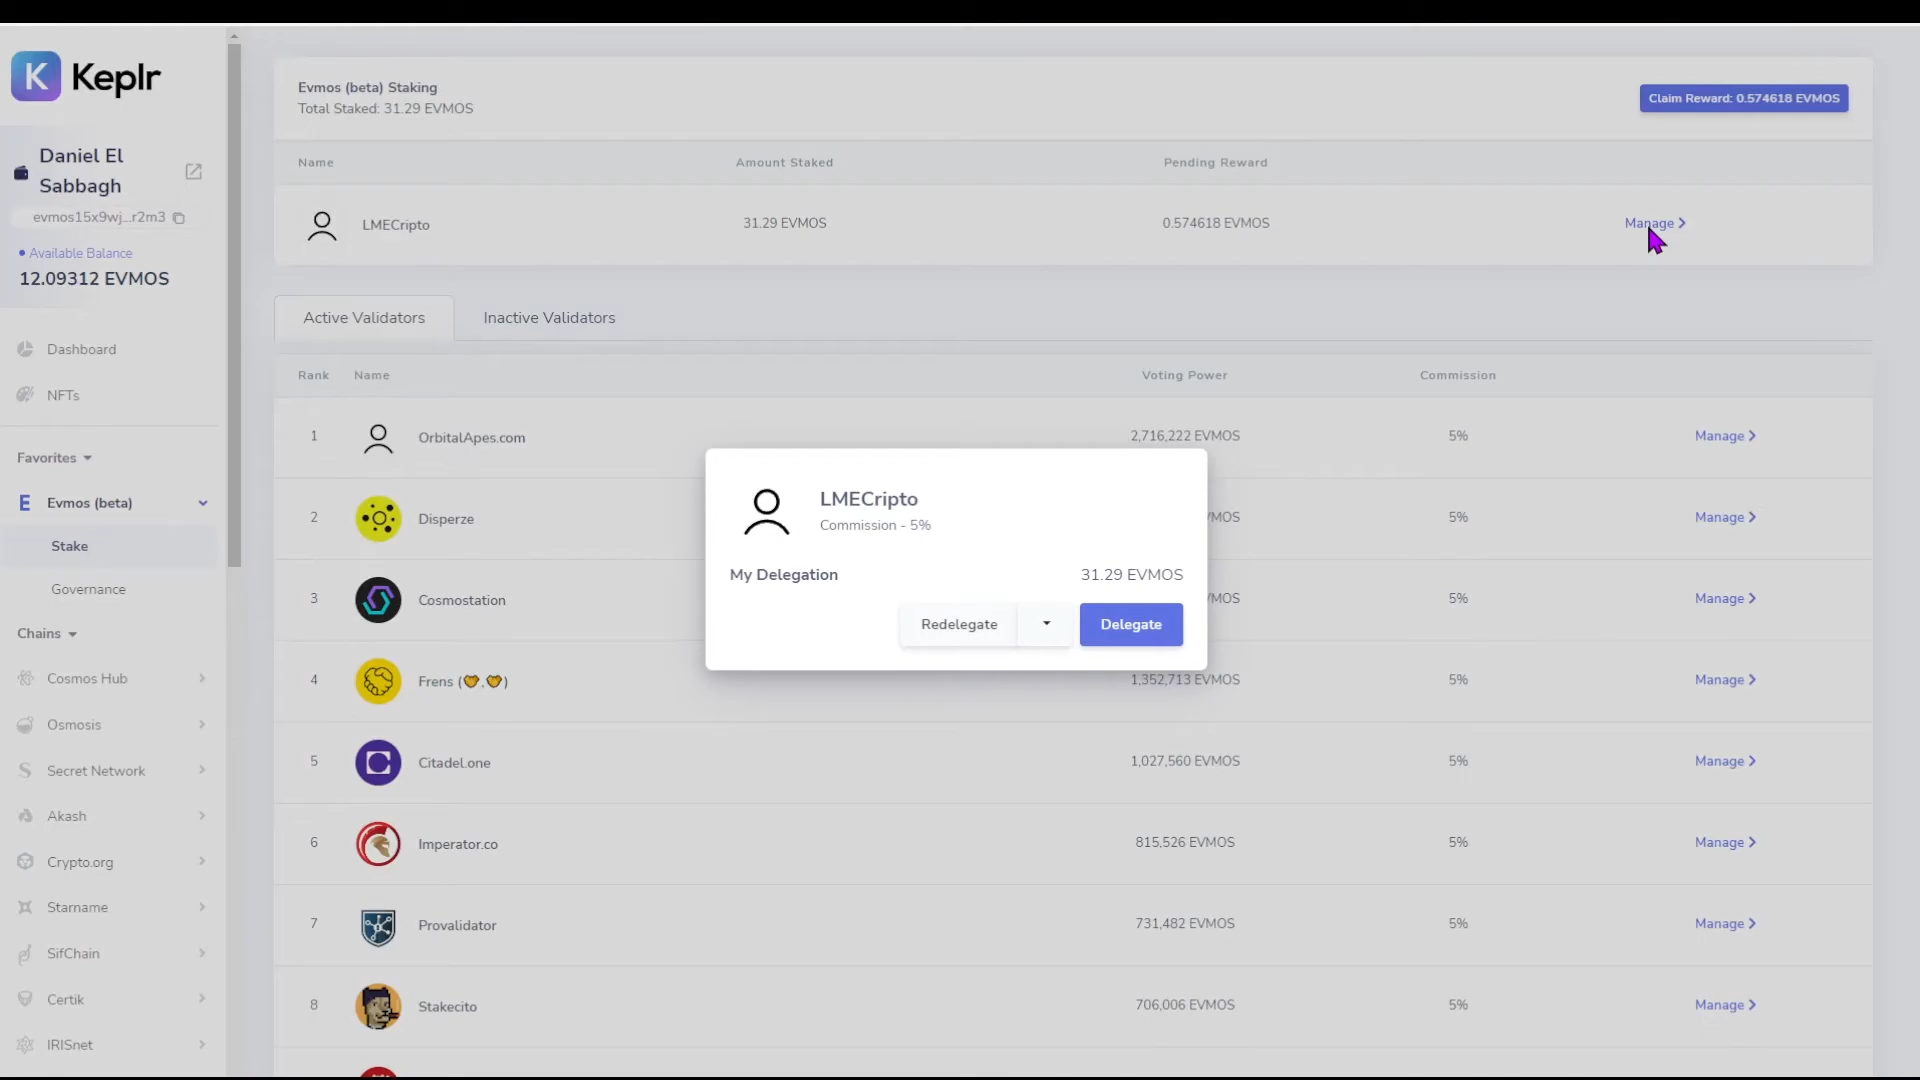 Keplr
Daniel El
Sabbagh
evmos15x9wj...r2m3
Available Balance
12.09312 EVMOS
Dashboard
NFTs
Favorites
Evmos (beta)
Stake
Governance
Chains
Cosmos Hub
Osmosis
Secret Network
Akash
Crypto.org
Starname
SifChain
Certik
IRISnet
Evmos (beta) Staking
Total Staked: 31.29 EVMOS
Claim Reward: 0.574618 EVMOS
Name Amount Staked Pending Reward
LMECripto 31.29 EVMOS 0.574618 EVMOS Manage
Active Validators Inactive Validators
Rank Name Voting Power Commission
1 OrbitalApes.com 2,716,222 EVMOS 5% Manage
2 Disperze 5% Manage
3 Cosmostation 5% Manage
4 Frens (🧡.🧡) 1,352,713 EVMOS 5% Manage
5 Citadel.one 1,027,560 EVMOS 5% Manage
6 Imperator.co 815,526 EVMOS 5% Manage
7 Provalidator 731,482 EVMOS 5% Manage
8 Stakecito 706,006 EVMOS 5% Manage
LMECripto
Commission - 5%
My Delegation 31.29 EVMOS
Redelegate Delegate